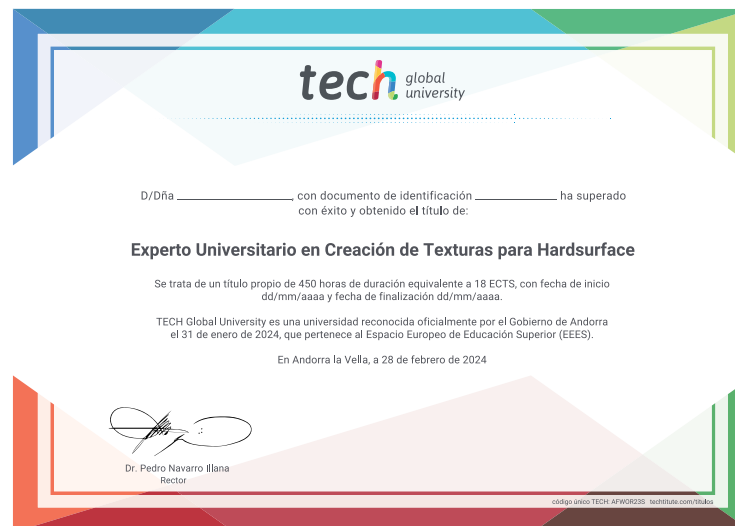 tech global university
D/Dña ____________, con documento de identificación ____________ ha superado
con éxito y obtenido el título de:
Experto Universitario en Creación de Texturas para Hardsurface
Se trata de un título propio de 450 horas de duración equivalente a 18 ECTS, con fecha de inicio
dd/mm/aaaa y fecha de finalización dd/mm/aaaa.
TECH Global University es una universidad reconocida oficialmente por el Gobierno de Andorra
el 31 de enero de 2024, que pertenece al Espacio Europeo de Educación Superior (EEES).
En Andorra la Vella, a 28 de febrero de 2024
Dr. Pedro Navarro Illana
Rector
código único TECH: AFWOR23S techtitute.com/titulos